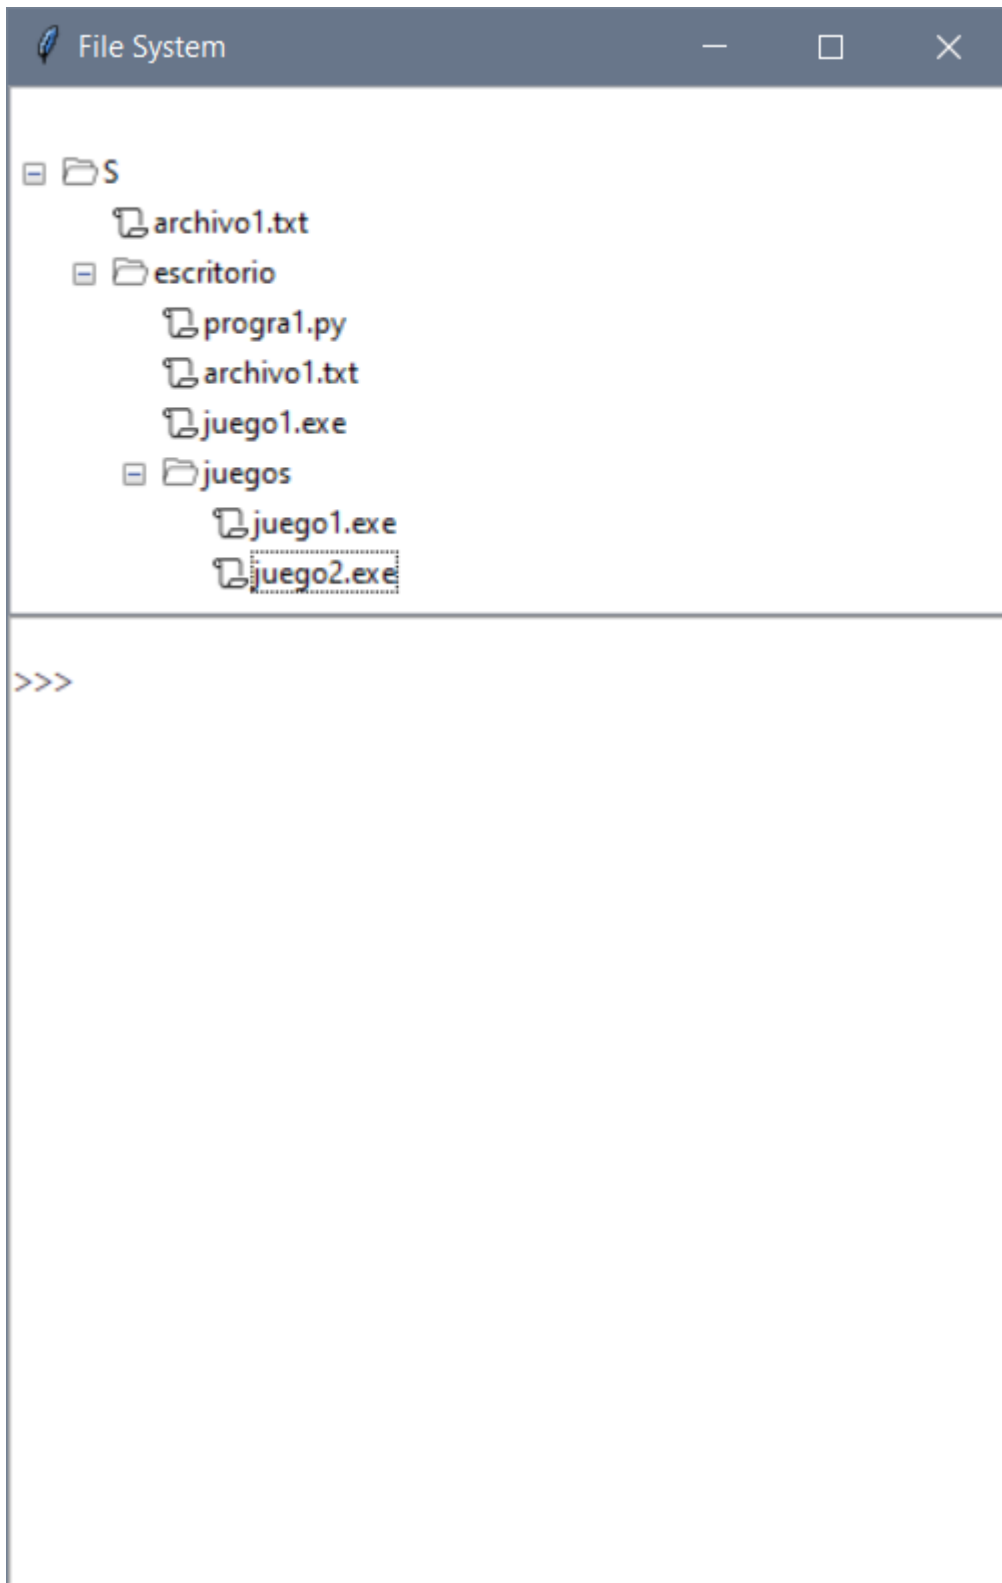 File System
S
archivo1.txt
escritorio
progra1.py
archivo1.txt
juego1.exe
juegos
juego1.exe
juego2.exe
>>>